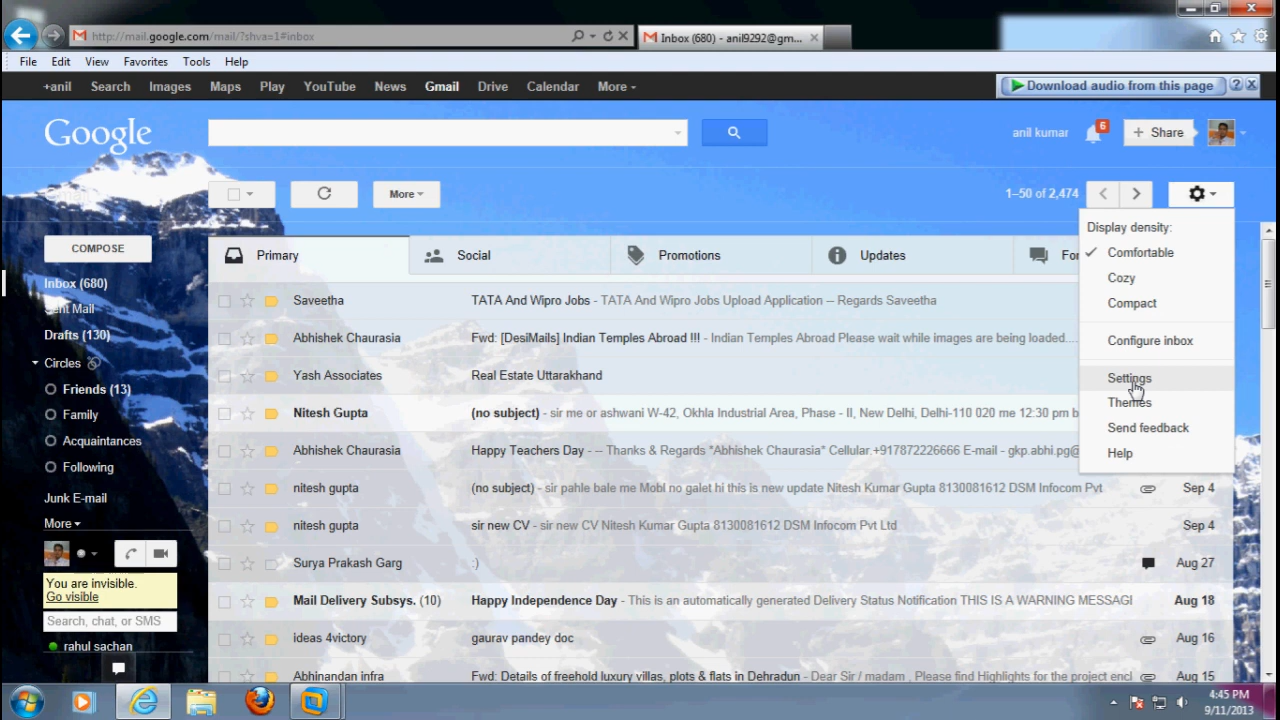 http://mail.google.com/mail/?shva=1#inbox
Inbox (680) - anil9292@gm...
File Edit View Favorites Tools Help
+anil Search Images Maps Play YouTube News Gmail Drive Calendar More
Download audio from this page
Google
anil kumar 6 + Share
More
1–50 of 2,474
Display density:
Comfortable
Cozy
Compact
Configure inbox
Settings
Themes
Send feedback
Help
COMPOSE
Inbox (680)
Sent Mail
Drafts (130)
Circles
Friends (13)
Family
Acquaintances
Following
Junk E-mail
More
You are invisible.
Go visible
Search, chat, or SMS
rahul sachan
Primary Social Promotions Updates For
Saveetha TATA And Wipro Jobs - TATA And Wipro Jobs Upload Application -- Regards Saveetha
Abhishek Chaurasia Fwd: [DesiMails] Indian Temples Abroad !!! - Indian Temples Abroad Please wait while images are being loaded....
Yash Associates Real Estate Uttarakhand
Nitesh Gupta (no subject) - sir me or ashwani W-42, Okhla Industrial Area, Phase - II, New Delhi, Delhi-110 020 me 12:30 pm b
Abhishek Chaurasia Happy Teachers Day - -- Thanks & Regards *Abhishek Chaurasia* Cellular.+917872226666 E-mail - gkp.abhi.pg@
nitesh gupta (no subject) - sir pahle bale me Mobl no galet hi this is new update Nitesh Kumar Gupta 8130081612 DSM Infocom Pvt Sep 4
nitesh gupta sir new CV - sir new CV Nitesh Kumar Gupta 8130081612 DSM Infocom Pvt Ltd Sep 4
Surya Prakash Garg :) Aug 27
Mail Delivery Subsys. (10) Happy Independence Day - This is an automatically generated Delivery Status Notification THIS IS A WARNING MESSAGI Aug 18
ideas 4victory gaurav pandey doc Aug 16
Abhinandan infra Fwd: Details of freehold luxury villas, plots & flats in Dehradun - Dear Sir / madam , Please find Highlights for the project encl Aug 15
4:45 PM
9/11/2013